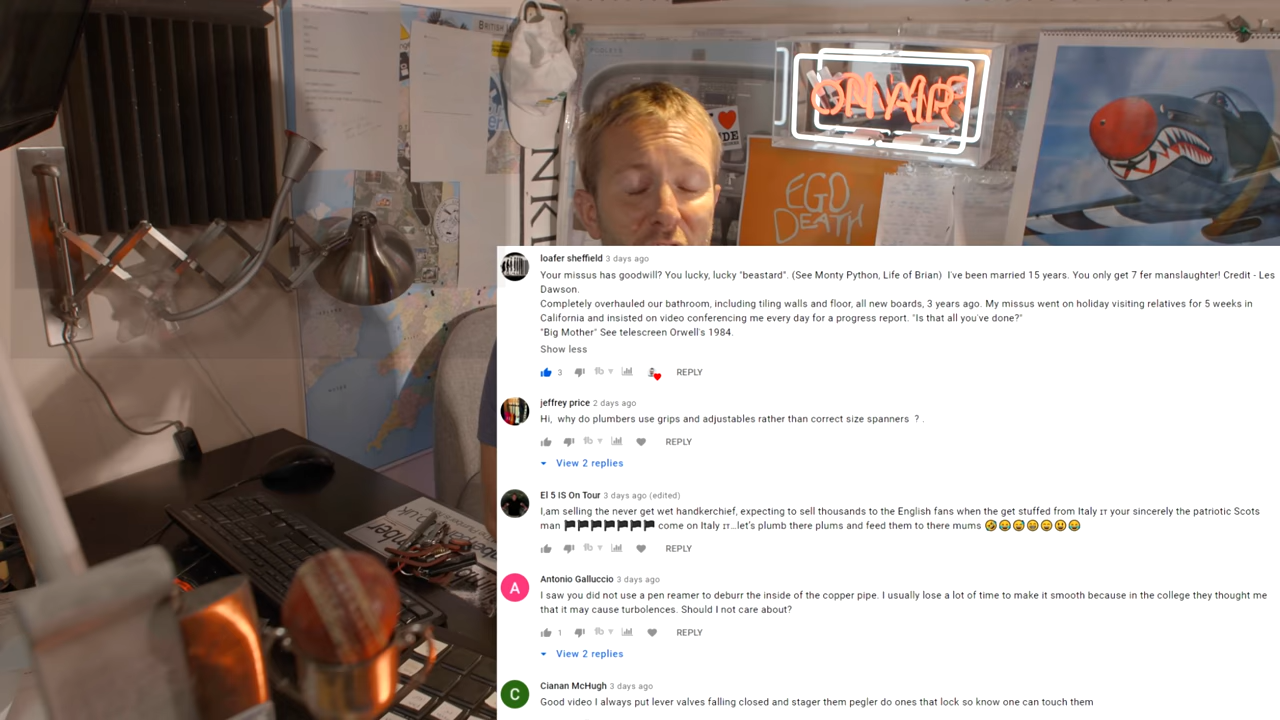 BRITISH
ON AIR
EGO
DEATH
loafer sheffield 3 days ago
Your missus has goodwill? You lucky, lucky "beastard". (See Monty Python, Life of Brian) I've been married 15 years. You only get 7 fer manslaughter! Credit - Les
Dawson.
Completely overhauled our bathroom, including tiling walls and floor, all new boards, 3 years ago. My missus went on holiday visiting relatives for 5 weeks in
California and insisted on video conferencing me every day for a progress report. "Is that all you've done?"
"Big Mother" See telescreen Orwell's 1984.
Show less
3 REPLY
jeffrey price 2 days ago
Hi, why do plumbers use grips and adjustables rather than correct size spanners ? .
REPLY
View 2 replies
El 5 IS On Tour 3 days ago (edited)
I,am selling the never get wet handkerchief, expecting to sell thousands to the English fans when the get stuffed from Italy IT your sincerely the patriotic Scots
man 🏴🏴🏴🏴🏴🏴🏴 come on Italy IT...let's plumb there plums and feed them to there mums 🤣😂😅😁😄😃😂
REPLY
Antonio Galluccio 3 days ago
A
I saw you did not use a pen reamer to deburr the inside of the copper pipe. I usually lose a lot of time to make it smooth because in the college they thought me
that it may cause turbolences. Should I not care about?
1 REPLY
View 2 replies
Cianan McHugh 3 days ago
C
Good video I always put lever valves falling closed and stager them pegler do ones that lock so know one can touch them